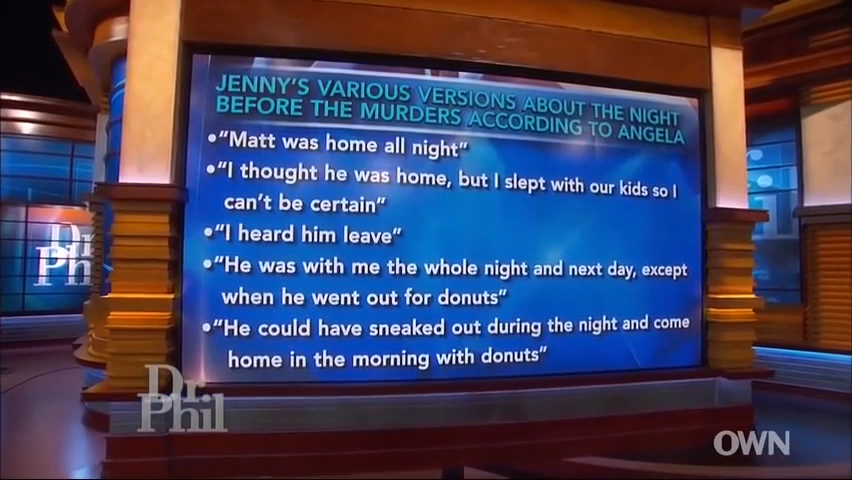 JENNY'S VARIOUS VERSIONS ABOUT THE NIGHT
BEFORE THE MURDERS ACCORDING TO ANGELA
•"Matt was home all night"
•"I thought he was home, but I slept with our kids so I
can't be certain"
•"I heard him leave"
•"He was with me the whole night and next day, except
when he went out for donuts"
•"He could have sneaked out during the night and come
home in the morning with donuts"
Dr.
Phil
Dr.
Phil
OWN